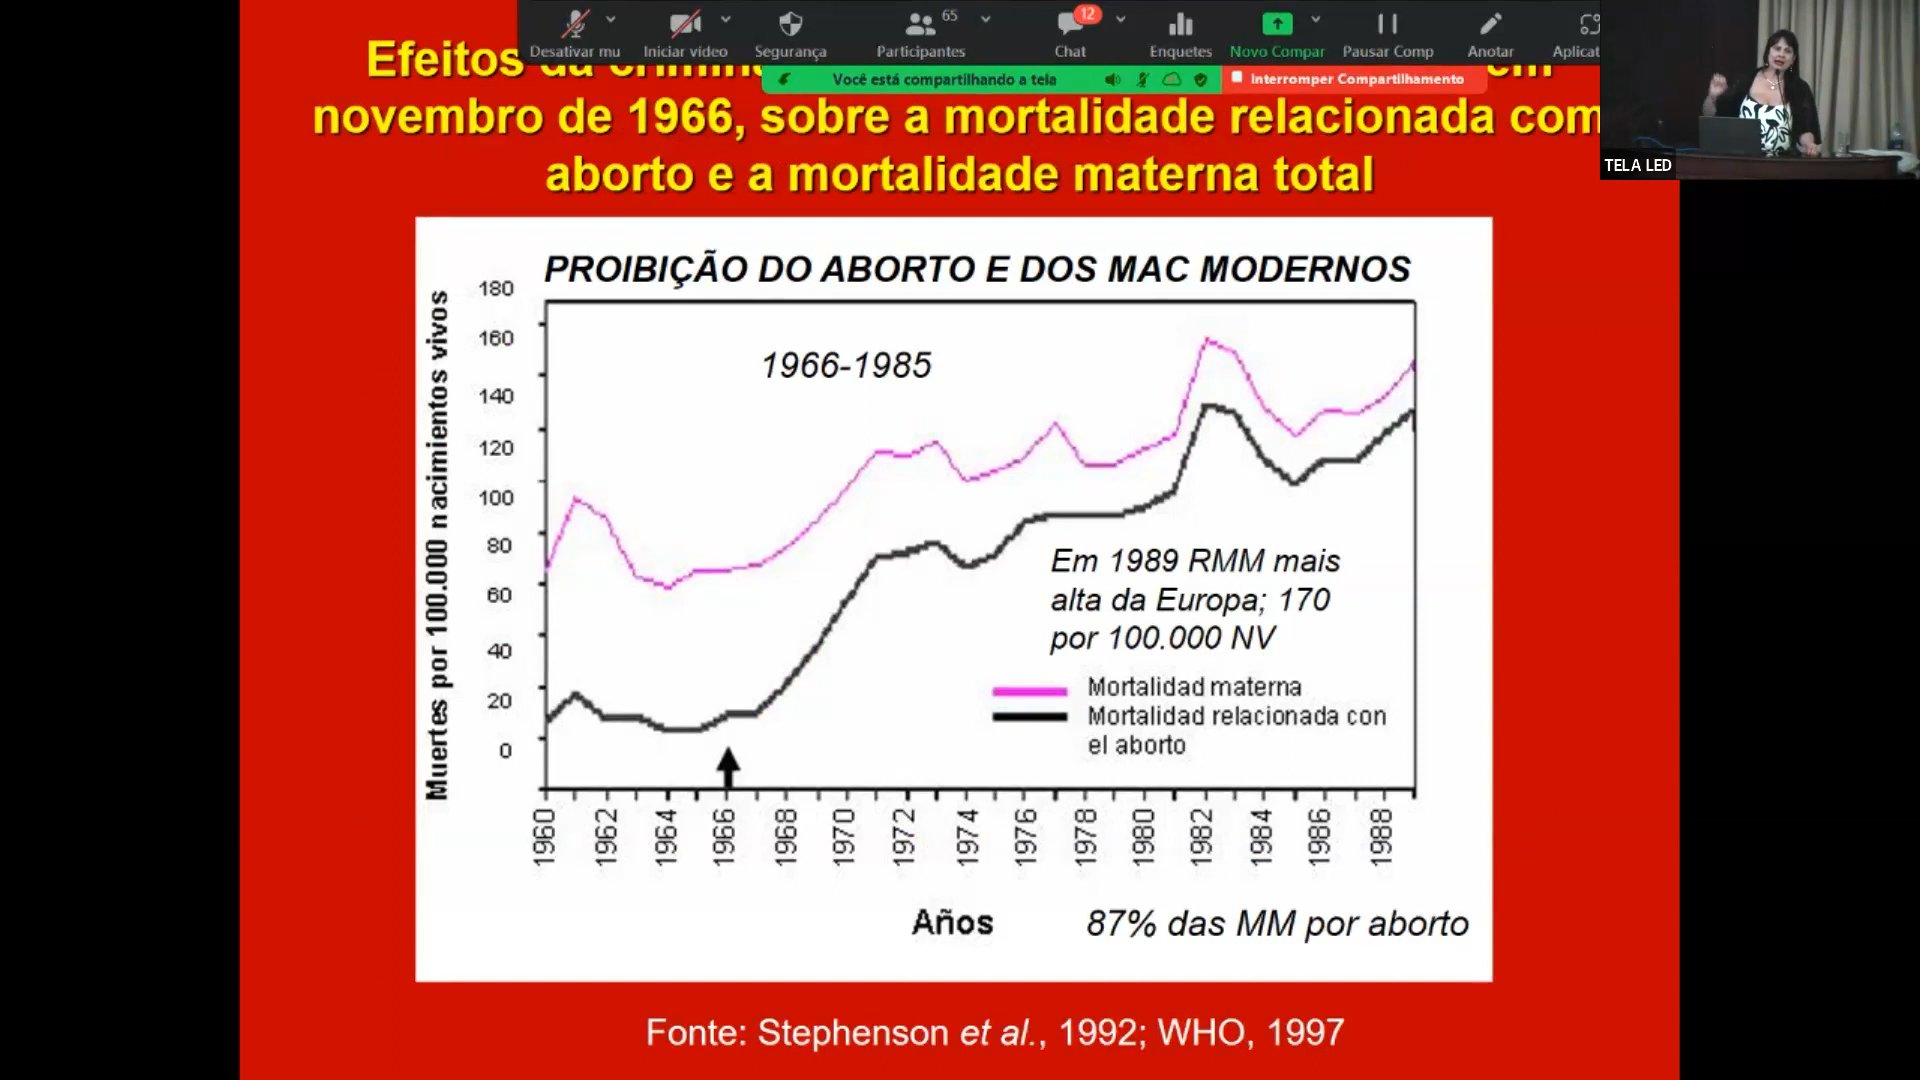 65
12
Desativar mu
Iniciar vídeo
Segurança
Participantes
Chat
Enquetes
Novo Compar
Pausar Comp
Anotar
Aplicat
Você está compartilhando a tela
Interromper Compartilhamento
TELA LED
Efeitos da
novembro de 1966, sobre a mortalidade relacionada com
aborto e a mortalidade materna total
PROIBIÇÃO DO ABORTO E DOS MAC MODERNOS
Muertes por 100.000 nacimientos vivos
180
160
140
120
100
80
60
40
20
0
1966-1985
Em 1989 RMM mais
alta da Europa; 170
por 100.000 NV
Mortalidad materna
Mortalidad relacionada con
el aborto
1960
1962
1964
1966
1968
1970
1972
1974
1976
1978
1980
1982
1984
1986
1988
Años
87% das MM por aborto
Fonte: Stephenson et al., 1992; WHO, 1997